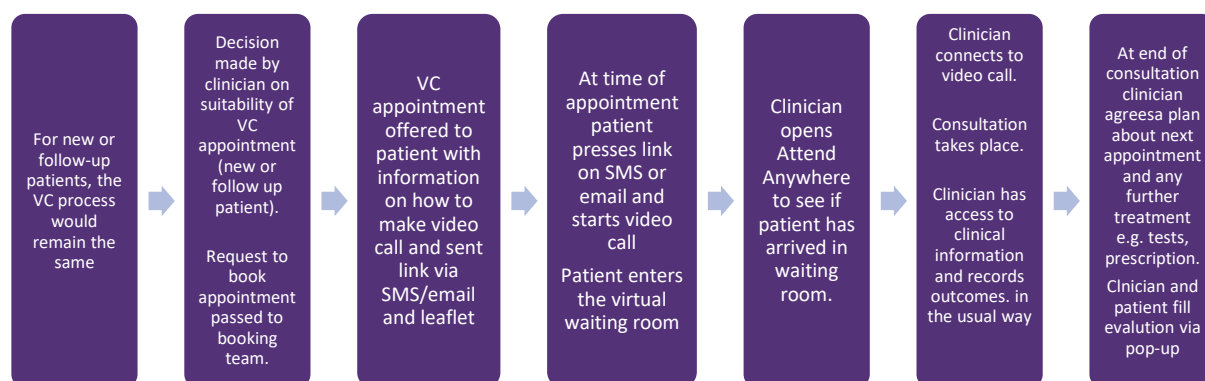 For new or
follow-up
patients, the
VC process
would
remain the
same
Decision
made by
clinician on
suitability of
VC
appointment
(new or
follow up
patient).
Request to
book
appointment
passed to
booking
team.
VC
appointment
offered to
patient with
information
on how to
make video
call and sent
link via
SMS/email
and leaflet
At time of
appointment
patient
presses link
on SMS or
email and
starts video
call
Patient enters
the virtual
waiting room
Clinician
opens
Attend
Anywhere
to see if
patient has
arrived in
waiting
room.
Clinician
connects to
video call.
Consultation
takes place.
Clinician has
access to
clinical
information
and records
outcomes. in
the usual way
At end of
consultation
clinician
agreesa plan
about next
appointment
and any
further
treatment
e.g. tests,
prescription.
Clnician and
patient fill
evalution via
pop-up